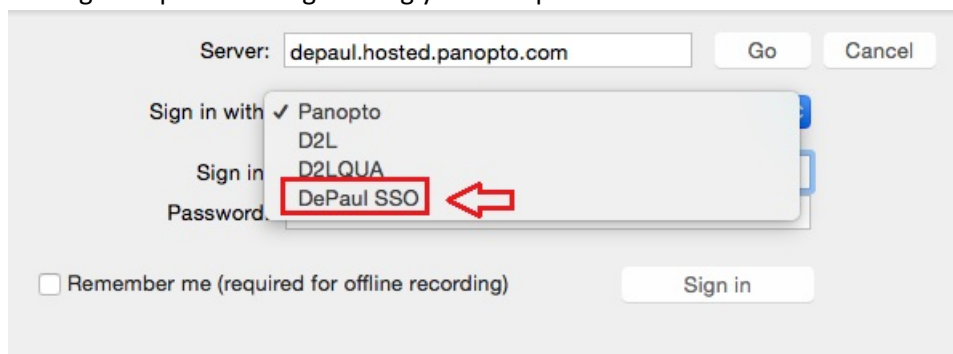 Server: depaul.hosted.panopto.com Go Cancel
Sign in with ✓ Panopto
D2L
Sign in D2LQUA
DePaul SSO
Password:
Remember me (required for offline recording) Sign in